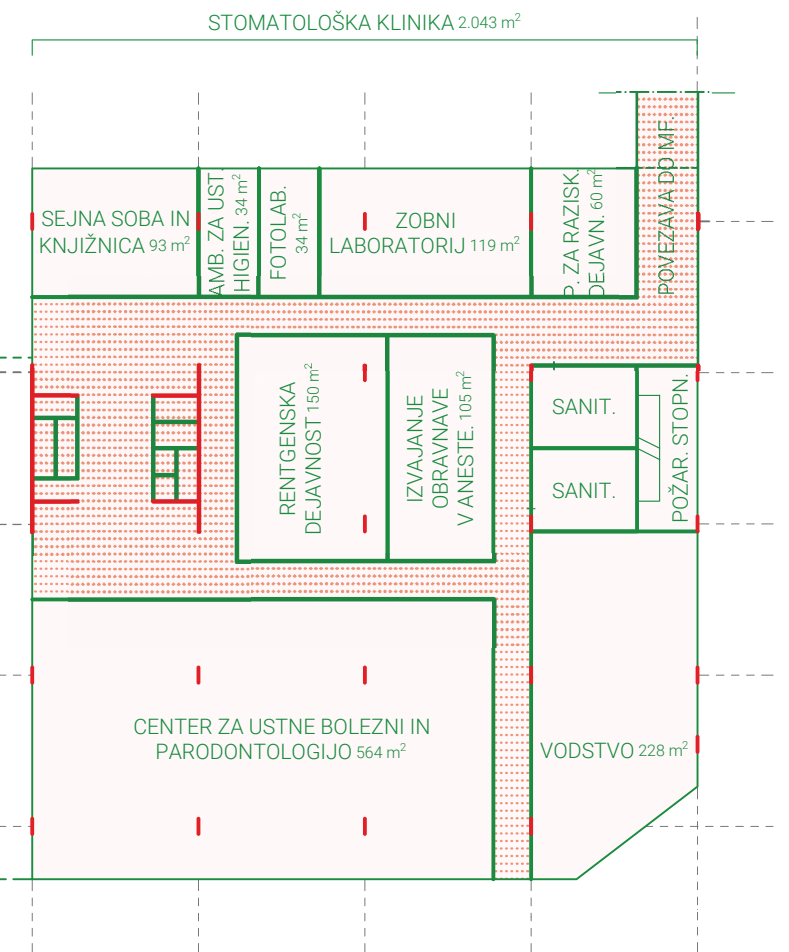 STOMATOLOŠKA KLINIKA 2.043 m²
POVEZAVA DO MF.
SEJNA SOBA IN
KNJIŽNICA 93 m²
AMB. ZA UST.
HIGIEN. 34 m²
FOTOLAB.
34 m²
ZOBNI
LABORATORIJ 119 m²
P. ZA RAZISK.
DEJAVN. 60 m²
RENTGENSKA
DEJAVNOST 150 m²
IZVAJANJE
OBRAVNAVE
V ANESTE. 105 m²
SANIT.
SANIT.
POŽAR. STOPN.
CENTER ZA USTNE BOLEZNI IN
PARODONTOLOGIJO 564 m²
VODSTVO 228 m²